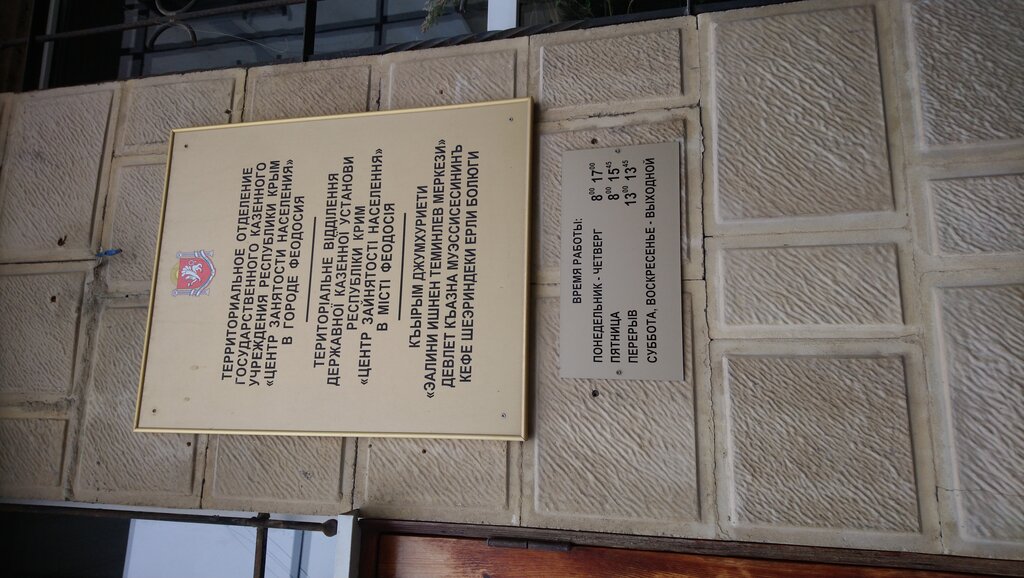 ТЕРРИТОРИАЛЬНОЕ ОТДЕЛЕНИЕ
ГОСУДАРСТВЕННОГО КАЗЕННОГО
УЧРЕЖДЕНИЯ РЕСПУБЛИКИ КРЫМ
«ЦЕНТР ЗАНЯТОСТИ НАСЕЛЕНИЯ»
В ГОРОДЕ ФЕОДОСИЯ
ТЕРИТОРІАЛЬНЕ ВІДДІЛЕННЯ
ДЕРЖАВНОЇ КАЗЕННОЇ УСТАНОВИ
РЕСПУБЛІКИ КРИМ
«ЦЕНТР ЗАЙНЯТОСТІ НАСЕЛЕННЯ»
В МІСТІ ФЕОДОСІЯ
КЪЫРЫМ ДЖУМХУРИЕТИ
«ЭАЛИНИ ИШНЕН ТЕМИНЛЕВ МЕРКЕЗИ»
ДЕВЛЕТ КЪАЗНА МУЭССИСЕСИНИНЪ
КЕФЕ ШЕЭРИНДЕКИ ЕРЛИ БОЛЮГИ
ВРЕМЯ РАБОТЫ:
ПОНЕДЕЛЬНИК - ЧЕТВЕРГ 8⁰⁰ 17⁰⁰
ПЯТНИЦА 8⁰⁰ 15⁴⁵
ПЕРЕРЫВ 13⁰⁰ 13⁴⁵
СУББОТА, ВОСКРЕСЕНЬЕ - ВЫХОДНОЙ